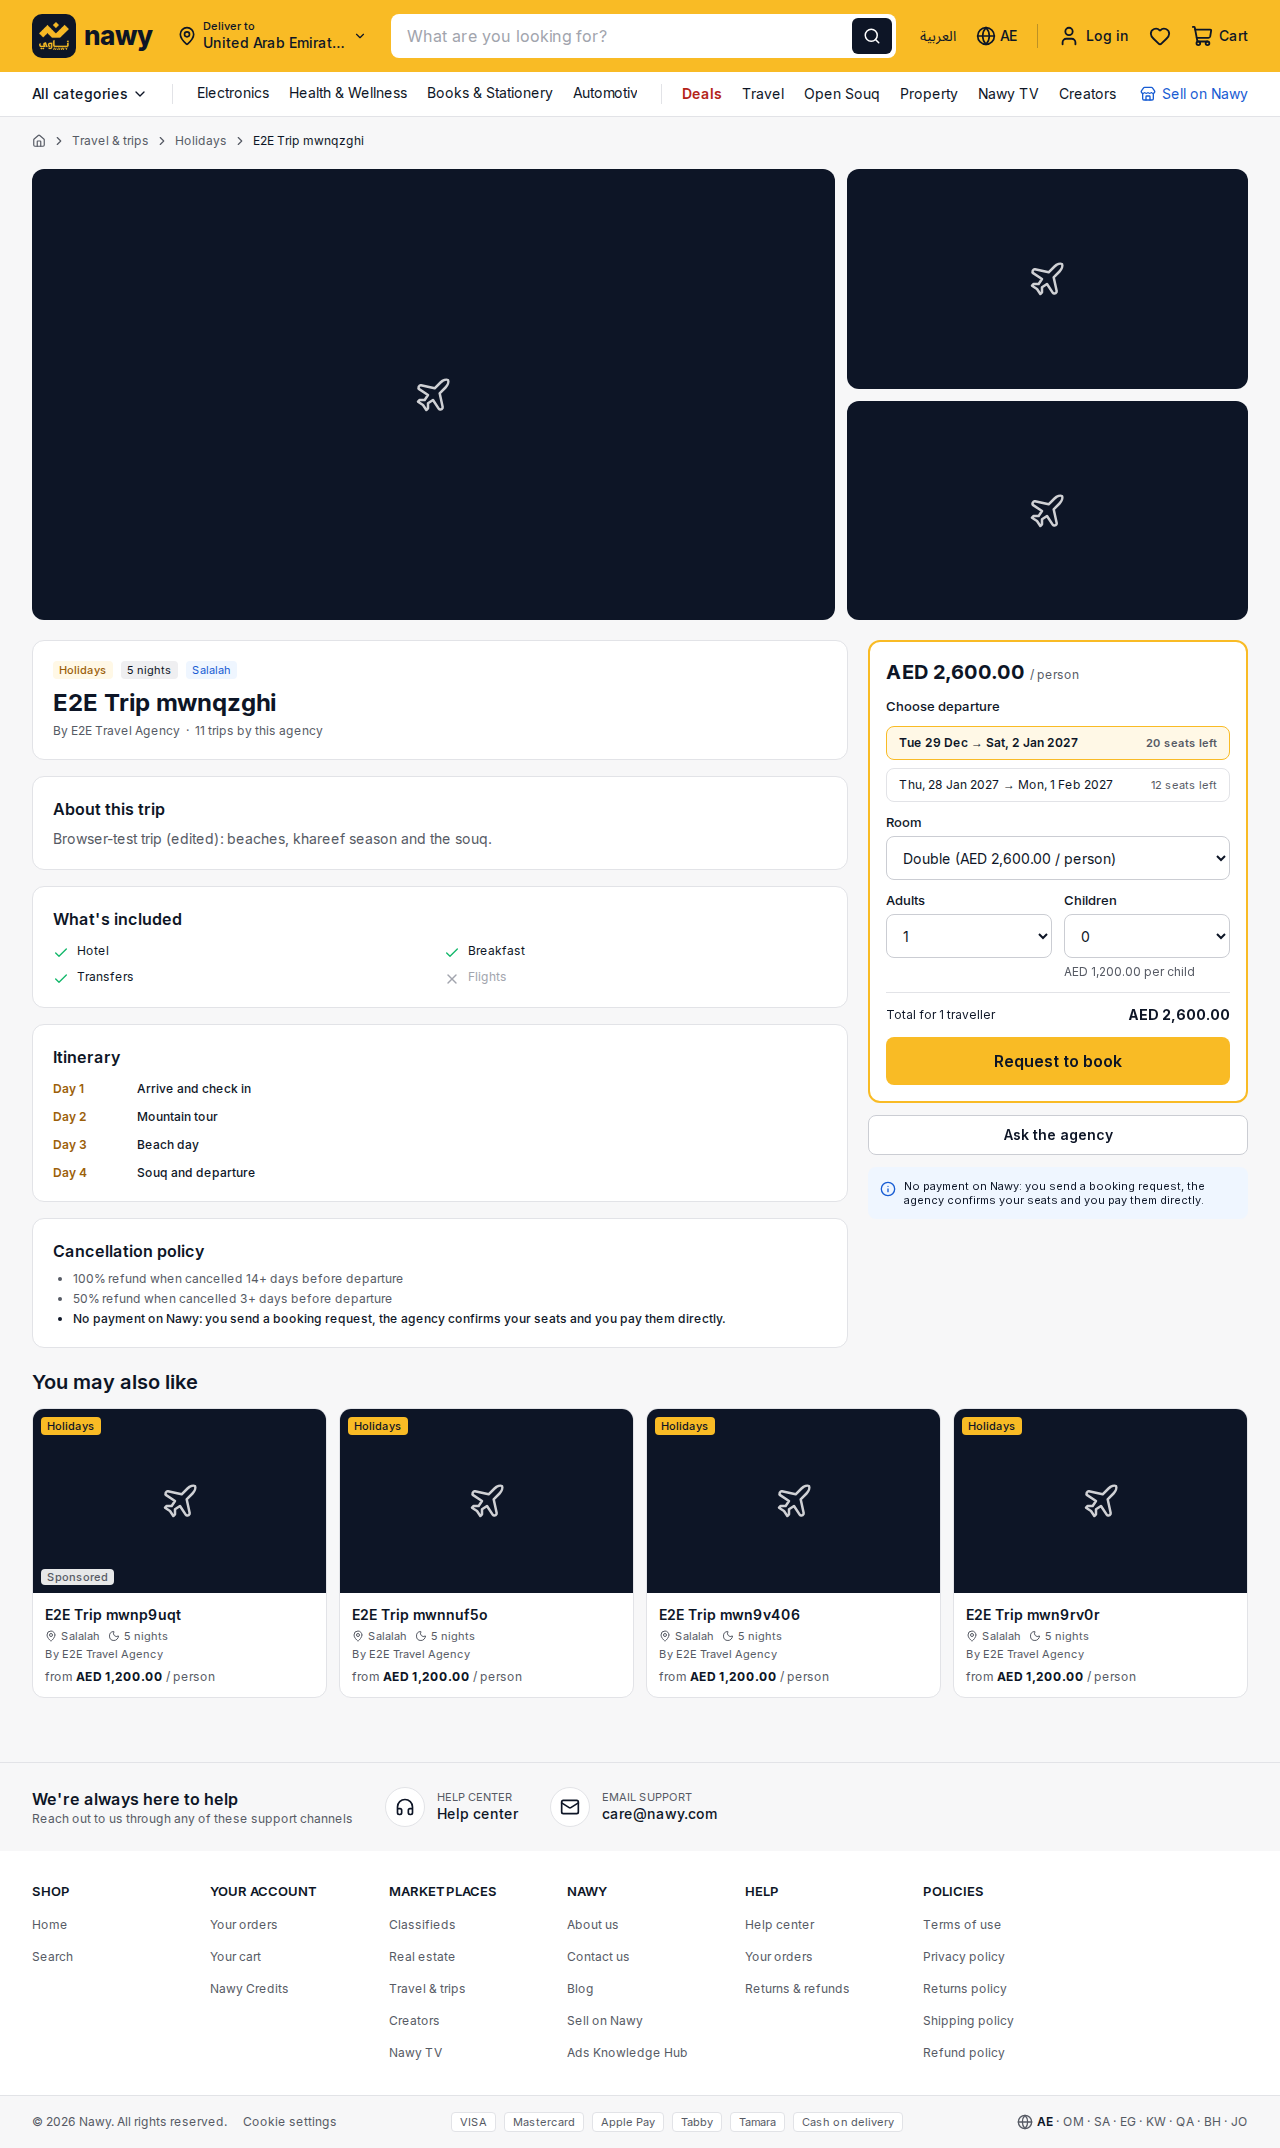 ناوي
NAWY
nawy
Deliver to
United Arab Emirat...
What are you looking for?
العربية
AE
Log in
Cart
All categories
Electronics
Health & Wellness
Books & Stationery
Automotiv
Deals
Travel
Open Souq
Property
Nawy TV
Creators
Sell on Nawy
Travel & trips
Holidays
E2E Trip mwnqzghi
Holidays
5 nights
Salalah
E2E Trip mwnqzghi
By E2E Travel Agency · 11 trips by this agency
About this trip
Browser-test trip (edited): beaches, khareef season and the souq.
What's included
Hotel
Breakfast
Transfers
Flights
Itinerary
Day 1 Arrive and check in
Day 2 Mountain tour
Day 3 Beach day
Day 4 Souq and departure
Cancellation policy
• 100% refund when cancelled 14+ days before departure
• 50% refund when cancelled 3+ days before departure
• No payment on Nawy: you send a booking request, the agency confirms your seats and you pay them directly.
AED 2,600.00 / person
Choose departure
Tue 29 Dec → Sat, 2 Jan 2027 20 seats left
Thu, 28 Jan 2027 → Mon, 1 Feb 2027 12 seats left
Room
Double (AED 2,600.00 / person)
Adults
Children
1
0
AED 1,200.00 per child
Total for 1 traveller AED 2,600.00
Request to book
Ask the agency
No payment on Nawy: you send a booking request, the
agency confirms your seats and you pay them directly.
You may also like
Holidays
Sponsored
E2E Trip mwnp9uqt
Salalah 5 nights
By E2E Travel Agency
from AED 1,200.00 / person
Holidays
E2E Trip mwnnuf5o
Salalah 5 nights
By E2E Travel Agency
from AED 1,200.00 / person
Holidays
E2E Trip mwn9v406
Salalah 5 nights
By E2E Travel Agency
from AED 1,200.00 / person
Holidays
E2E Trip mwn9rv0r
Salalah 5 nights
By E2E Travel Agency
from AED 1,200.00 / person
We're always here to help
Reach out to us through any of these support channels
HELP CENTER
Help center
EMAIL SUPPORT
care@nawy.com
SHOP
Home
Search
YOUR ACCOUNT
Your orders
Your cart
Nawy Credits
MARKETPLACES
Classifieds
Real estate
Travel & trips
Creators
Nawy TV
NAWY
About us
Contact us
Blog
Sell on Nawy
Ads Knowledge Hub
HELP
Help center
Your orders
Returns & refunds
POLICIES
Terms of use
Privacy policy
Returns policy
Shipping policy
Refund policy
© 2026 Nawy. All rights reserved. Cookie settings
VISA
Mastercard
Apple Pay
Tabby
Tamara
Cash on delivery
AE · OM · SA · EG · KW · QA · BH · JO